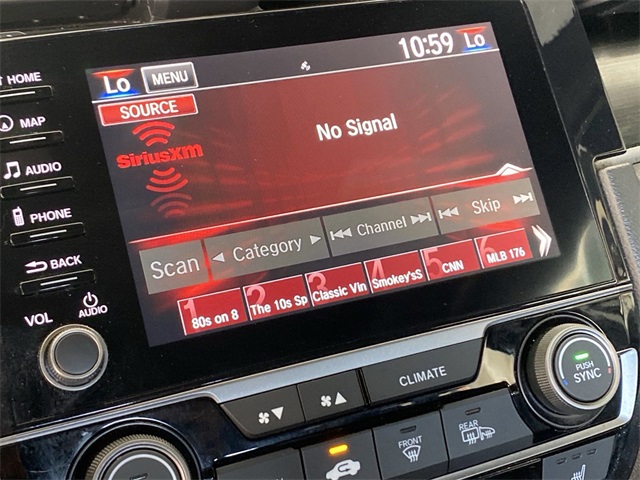 HOME
MAP
AUDIO
PHONE
BACK
VOL
AUDIO
Lo MENU 10:59 Lo
SOURCE
SiriusXM
No Signal
Scan Category Channel Skip
1 80s on 8
2 The 10s Sp
3 Classic Vin
4 Smokey'sS
5 CNN
6 MLB 176
CLIMATE
PUSH
SYNC
FRONT
REAR